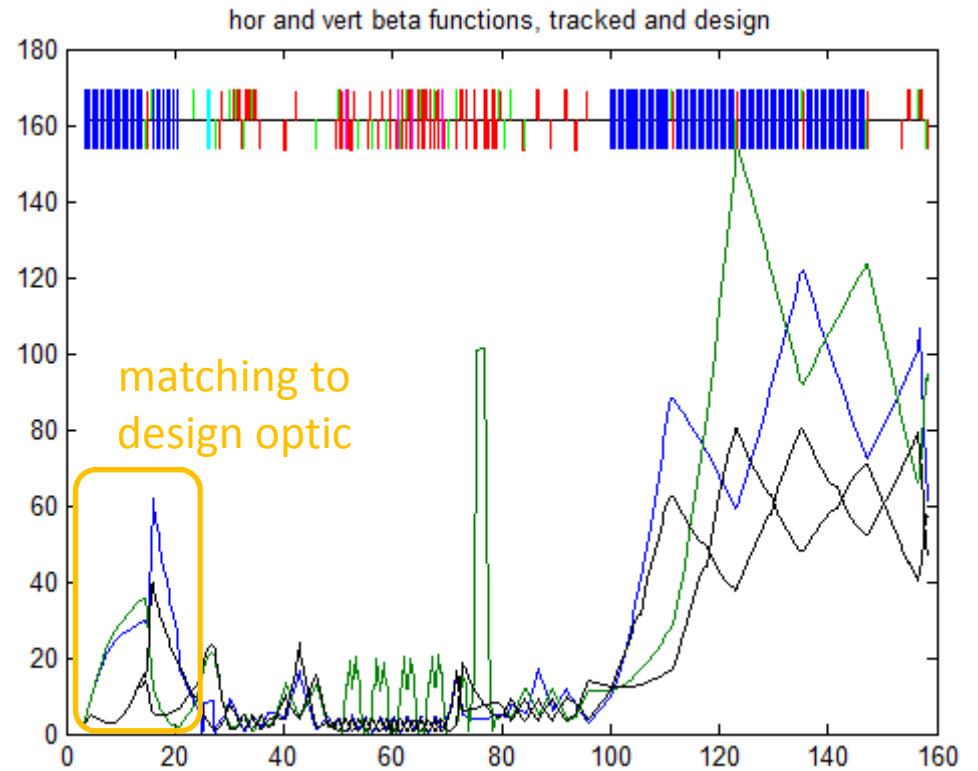 hor and vert beta functions, tracked and design
180
160
140
120
100
80
60
40
20
0
matching to
design optic
0 20 40 60 80 100 120 140 160